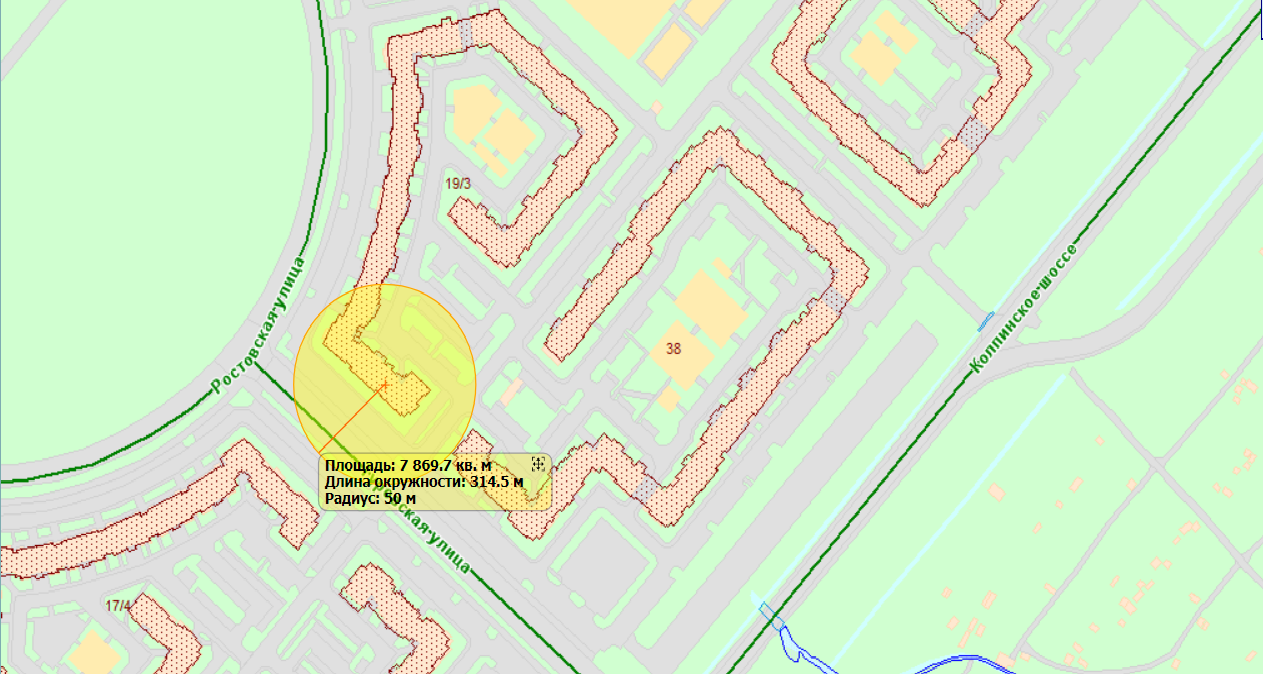 19/3
Ростовская улица
Колпинское шоссе
38
Площадь: 7 869.7 кв. м
Длина окружности: 314.5 м
Радиус: 50 м
вская улица
17/4